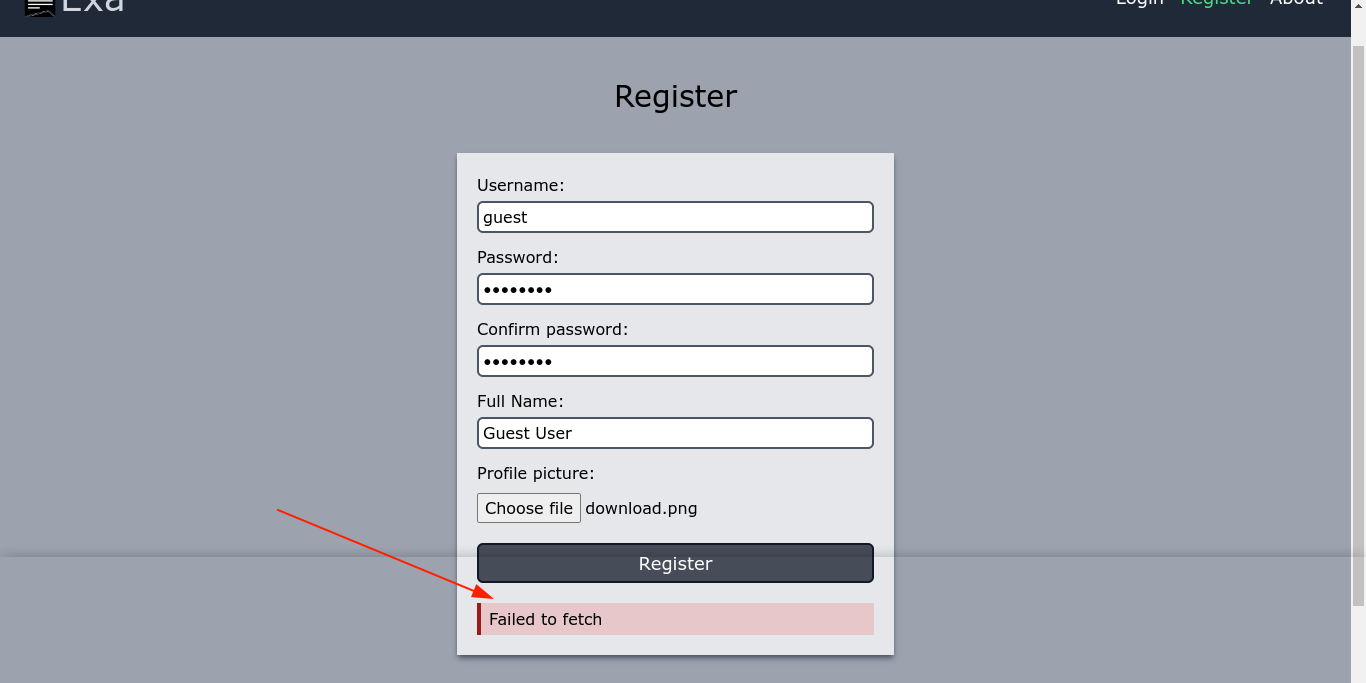 Exa
Login Register About
Register
Username:
guest
Password:
••••••••
Confirm password:
••••••••
Full Name:
Guest User
Profile picture:
Choose file download.png
Register
Failed to fetch